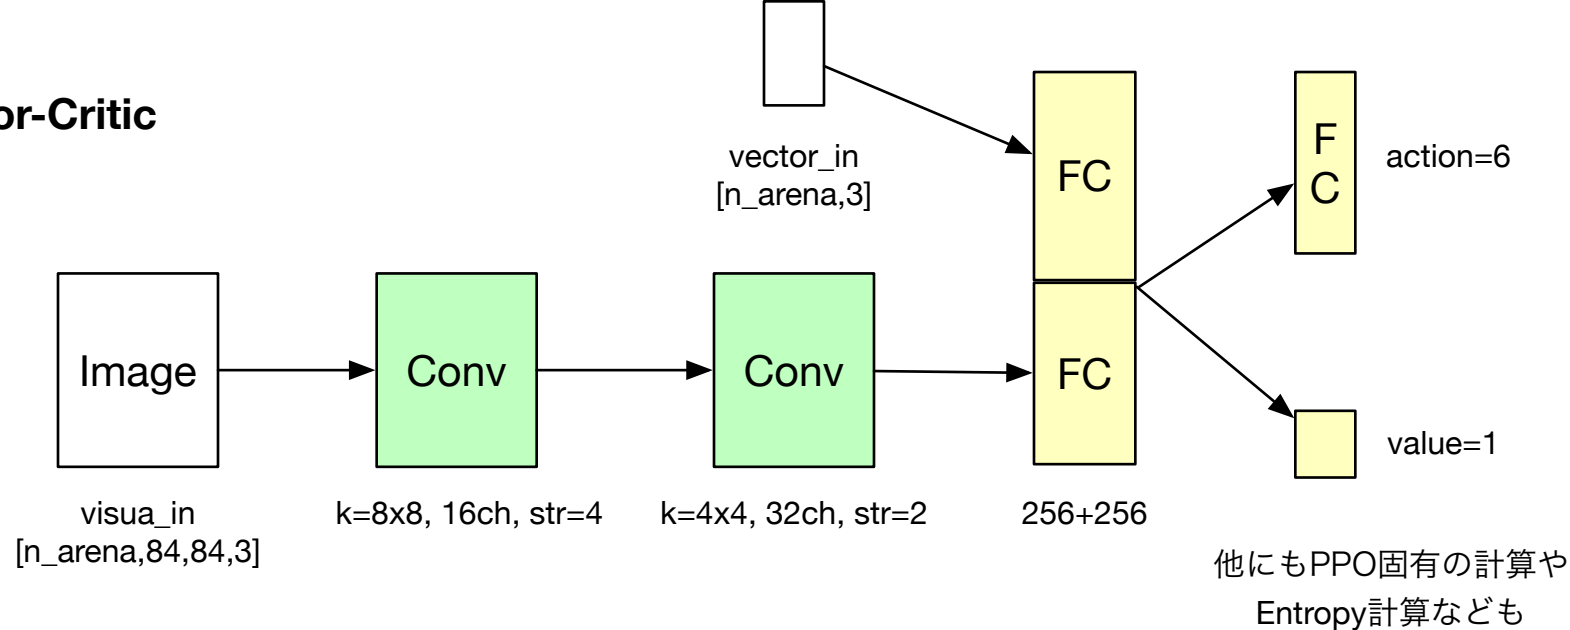 or-Critic
vector_in
[n_arena,3]
FC
F
C
action=6
Image
Conv
Conv
FC
value=1
visua_in
[n_arena,84,84,3]
k=8x8, 16ch, str=4
k=4x4, 32ch, str=2
256+256
他にもPPO固有の計算や
Entropy計算なども